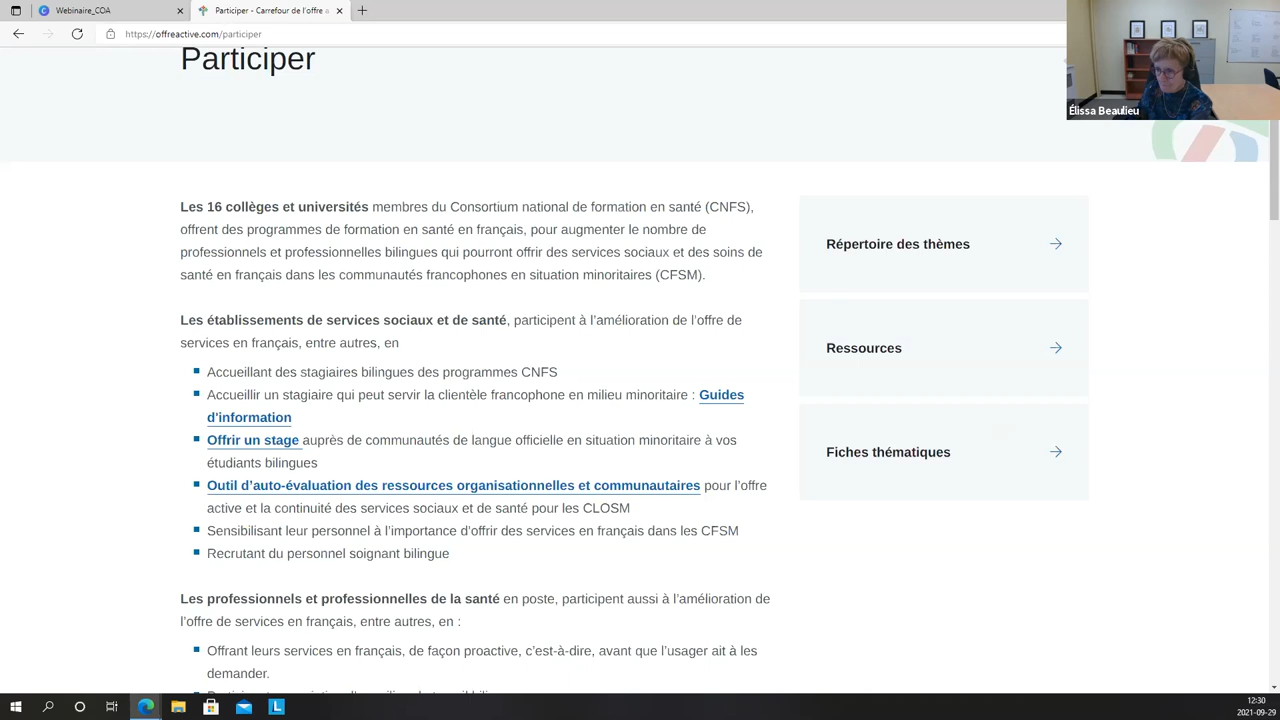 Webinaire_COA
Participer - Carrefour de l'offre a
https://offreactive.com/participer
Élissa Beaulieu
Participer
Les 16 collèges et universités membres du Consortium national de formation en santé (CNFS),
offrent des programmes de formation en santé en français, pour augmenter le nombre de
professionnels et professionnelles bilingues qui pourront offrir des services sociaux et des soins de
santé en français dans les communautés francophones en situation minoritaires (CFSM).
Les établissements de services sociaux et de santé, participent à l'amélioration de l'offre de
services en français, entre autres, en
Accueillant des stagiaires bilingues des programmes CNFS
Accueillir un stagiaire qui peut servir la clientèle francophone en milieu minoritaire : Guides
d'information
Offrir un stage auprès de communautés de langue officielle en situation minoritaire à vos
étudiants bilingues
Outil d'auto-évaluation des ressources organisationnelles et communautaires pour l'offre
active et la continuité des services sociaux et de santé pour les CLOSM
Sensibilisant leur personnel à l'importance d'offrir des services en français dans les CFSM
Recrutant du personnel soignant bilingue
Les professionnels et professionnelles de la santé en poste, participent aussi à l'amélioration de
l'offre de services en français, entre autres, en :
Offrant leurs services en français, de façon proactive, c'est-à-dire, avant que l'usager ait à les
demander.
Répertoire des thèmes
Ressources
Fiches thématiques
12:30
2021-09-29